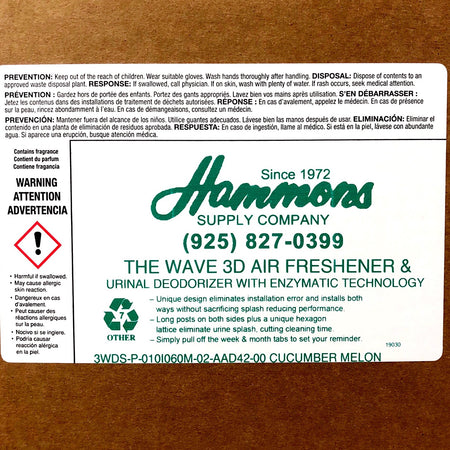 PREVENTION: Keep out of the reach of children. Wear suitable gloves. Wash hands thoroughly after handling. DISPOSAL: Dispose of contents to an
approved waste disposal plant. RESPONSE: If swallowed, call physician. If on skin, wash with plenty of water. If rash occurs, seek medical attention.
PRÉVENTION : Gardez hors de portée des enfants. Portez des gants appropriés. Lavez bien vos mains après utilisation. S'EN DÉBARRASSER :
Jetez les contenus dans des installations de traitement de déchets autorisées. RÉPONSE : En cas d'avalement, appelez le médecin. En cas de présence
sur la peau, rincez abondamment à l'eau. En cas de démangeaisons, consulter un médecin.
PREVENCIÓN: Mantener fuera del alcance de los niños. Utilice guantes adecuados. Lávese bien las manos después de usar. ELIMINACIÓN: Eliminar el
contenido en una planta de eliminación de residuos aprobada. RESPUESTA: En caso de ingestión, llame al médico. Si está en la piel, lávese con abundante
agua. Si aparece una erupción, busque atención médica.
Contains fragrance
Contient du parfum
Contiene fragancia
WARNING
ATTENTION
ADVERTENCIA
• Harmful if swallowed.
• May cause allergic
skin reaction.
• Dangereux en cas
d'avalement.
• Peut causer des
réactions allergiques
sur la peau.
• Nocivo si se ingiere.
• Podría causar
reacción alérgica
en la piel.
Since 1972
Hammons
SUPPLY COMPANY
(925) 827-0399
THE WAVE 3D AIR FRESHENER &
URINAL DEODORIZER WITH ENZYMATIC TECHNOLOGY
7
OTHER
- Unique design eliminates installation error and installs both
ways without sacrificing splash reducing performance.
- Long posts on both sides plus a unique hexagon
lattice eliminate urine splash, cutting cleaning time.
- Simply pull off the week & month tabs to set your reminder.
19030
3WDS-P-010I060M-02-AAD42-00 CUCUMBER MELON